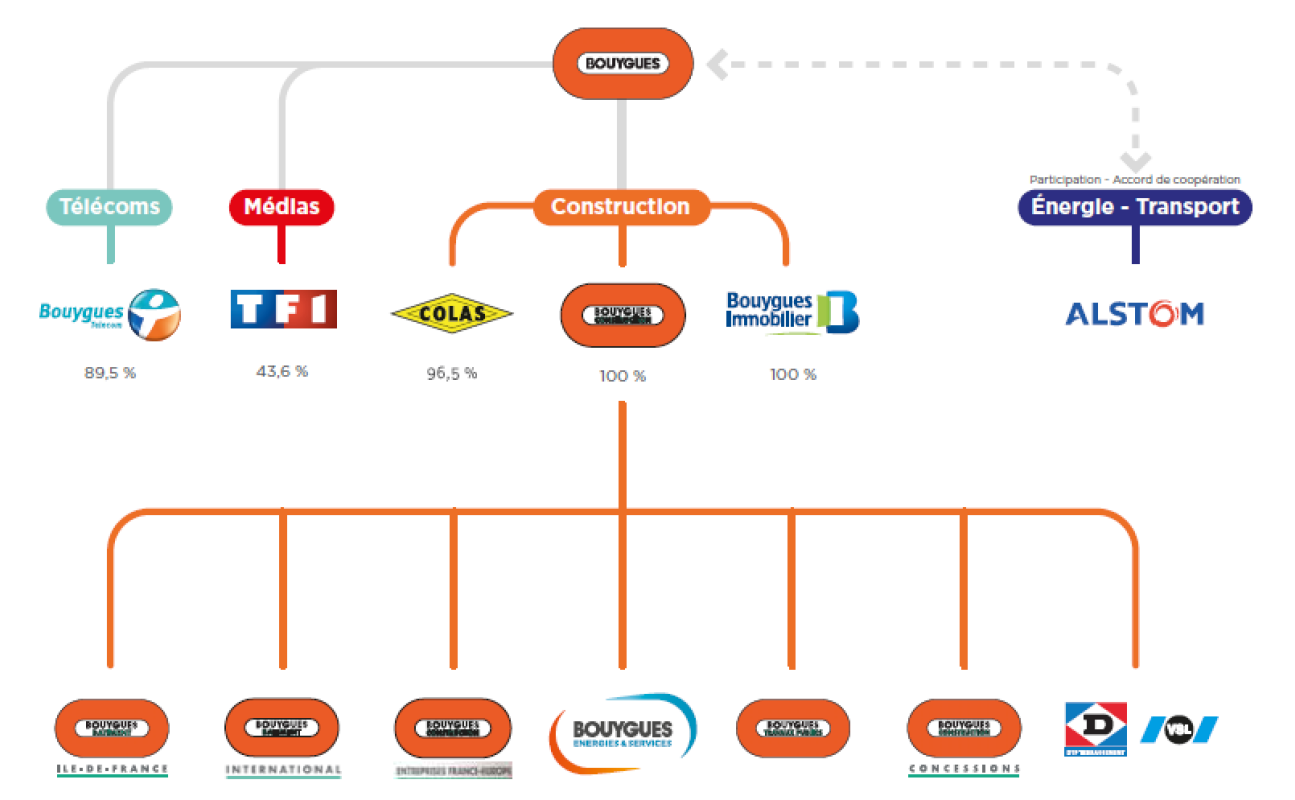 BOUYGUES
Participation - Accord de coopération
Télécoms
Médias
Construction
Énergie - Transport
Bouygues
Telecom
TF1
COLAS
BOUYGUES
CONSTRUCTION
Bouygues
Immobilier
ALSTOM
89,5 %
43,6 %
96,5 %
100 %
100 %
BOUYGUES
BATIMENT
ILE-DE-FRANCE
BOUYGUES
BATIMENT
INTERNATIONAL
BOUYGUES
CONSTRUCTION
ENTREPRISES FRANCE-EUROPE
BOUYGUES
ENERGIES & SERVICES
BOUYGUES
TRAVAUX PUBLICS
BOUYGUES
CONSTRUCTION
CONCESSIONS
D
DTP TERRASSEMENT
VSL